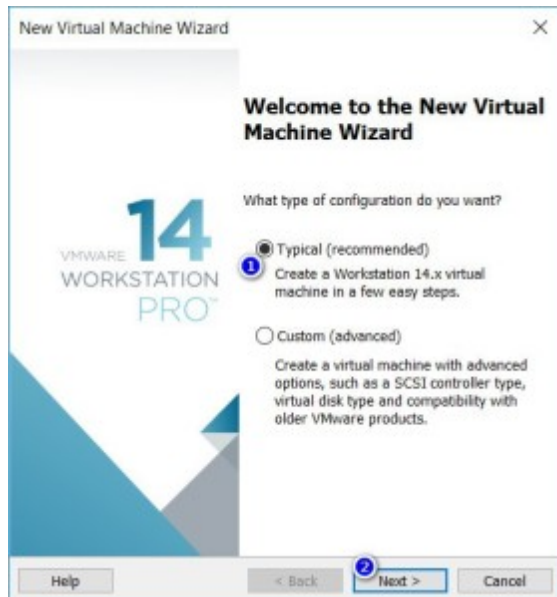 New Virtual Machine Wizard
Welcome to the New Virtual
Machine Wizard
What type of configuration do you want?
VMWARE 14
WORKSTATION
PRO™
Typical (recommended)
1
Create a Workstation 14.x virtual
machine in a few easy steps.
Custom (advanced)
Create a virtual machine with advanced
options, such as a SCSI controller type,
virtual disk type and compatibility with
older VMware products.
2
Help
< Back
Next >
Cancel